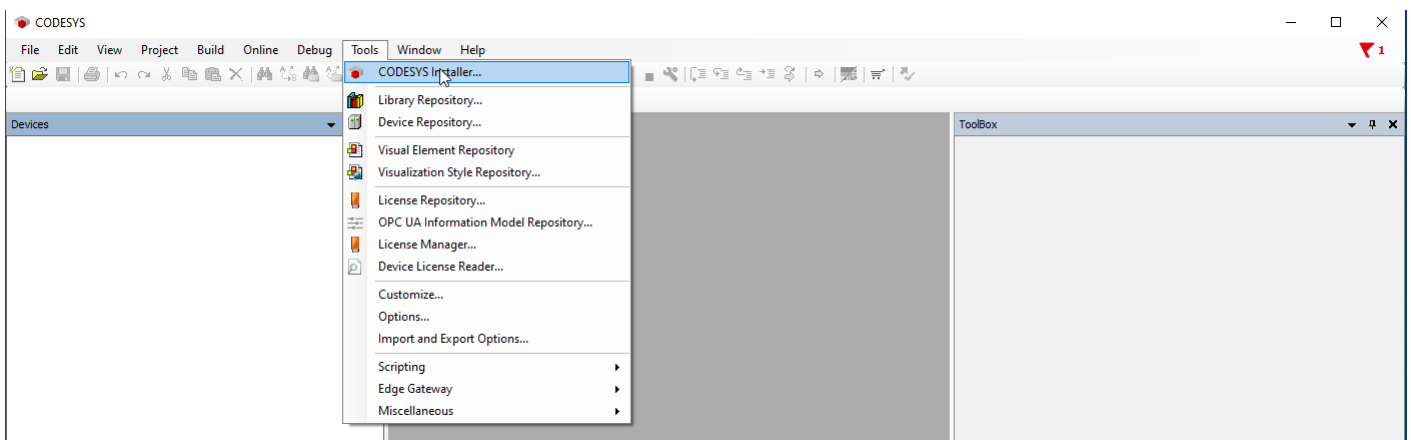 CODESYS
File Edit View Project Build Online Debug Tools Window Help
1
CODESYS Installer...
Library Repository...
Device Repository...
Visual Element Repository
Visualization Style Repository...
License Repository...
OPC UA Information Model Repository...
License Manager...
Device License Reader...
Customize...
Options...
Import and Export Options...
Scripting
Edge Gateway
Miscellaneous
Devices
ToolBox